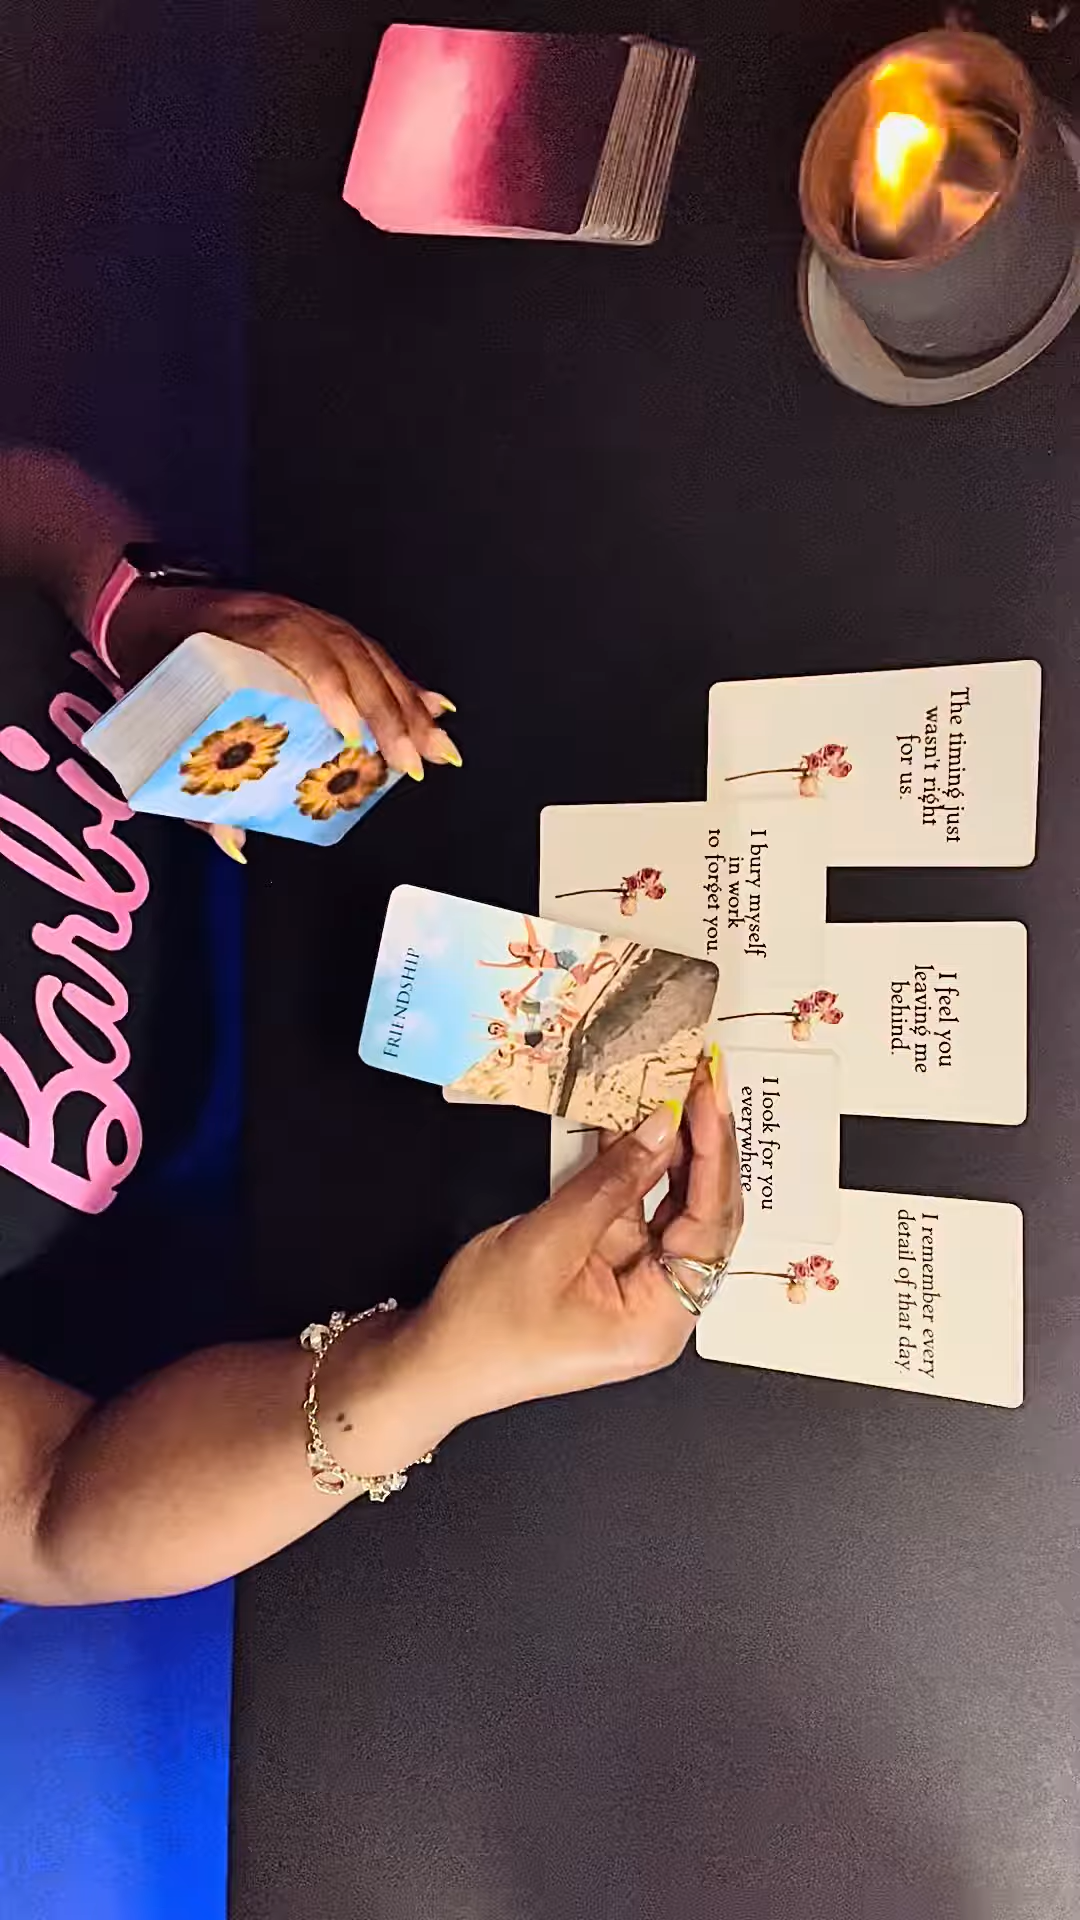 The timing just
wasn't right
for us.
I feel you
leaving me
behind.
I remember every
detail of that day.
I bury myself
in work
to forget you.
I look for you
everywhere
FRIENDSHIP
Barbie